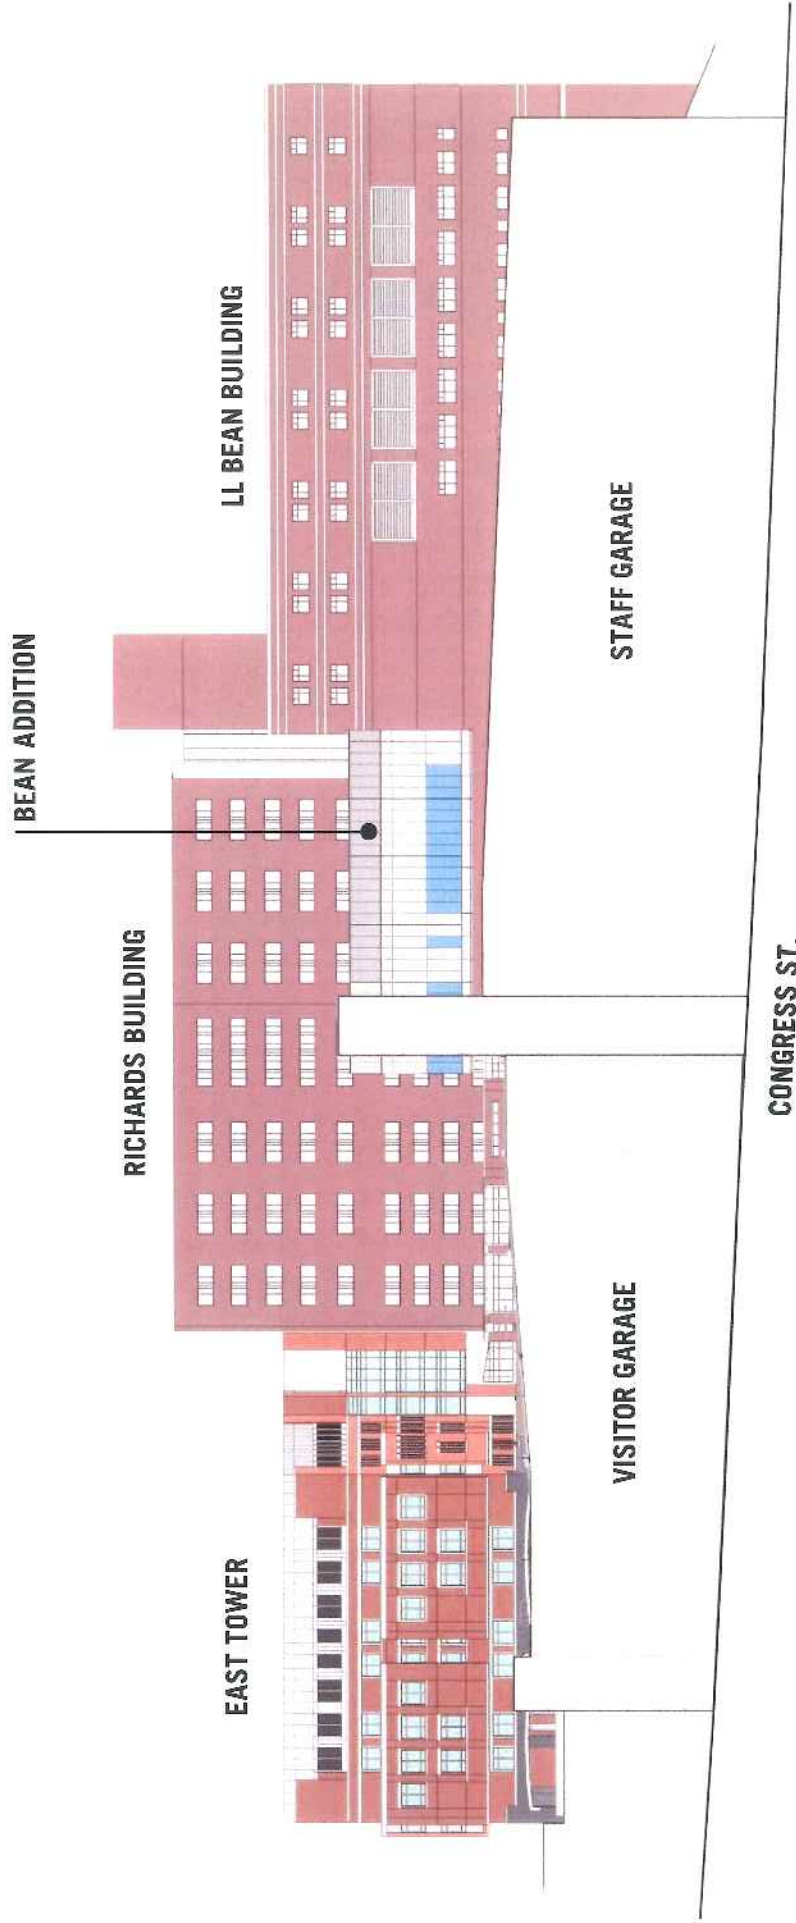 BEAN ADDITION
RICHARDS BUILDING
LL BEAN BUILDING
EAST TOWER
VISITOR GARAGE
STAFF GARAGE
CONGRESS ST.